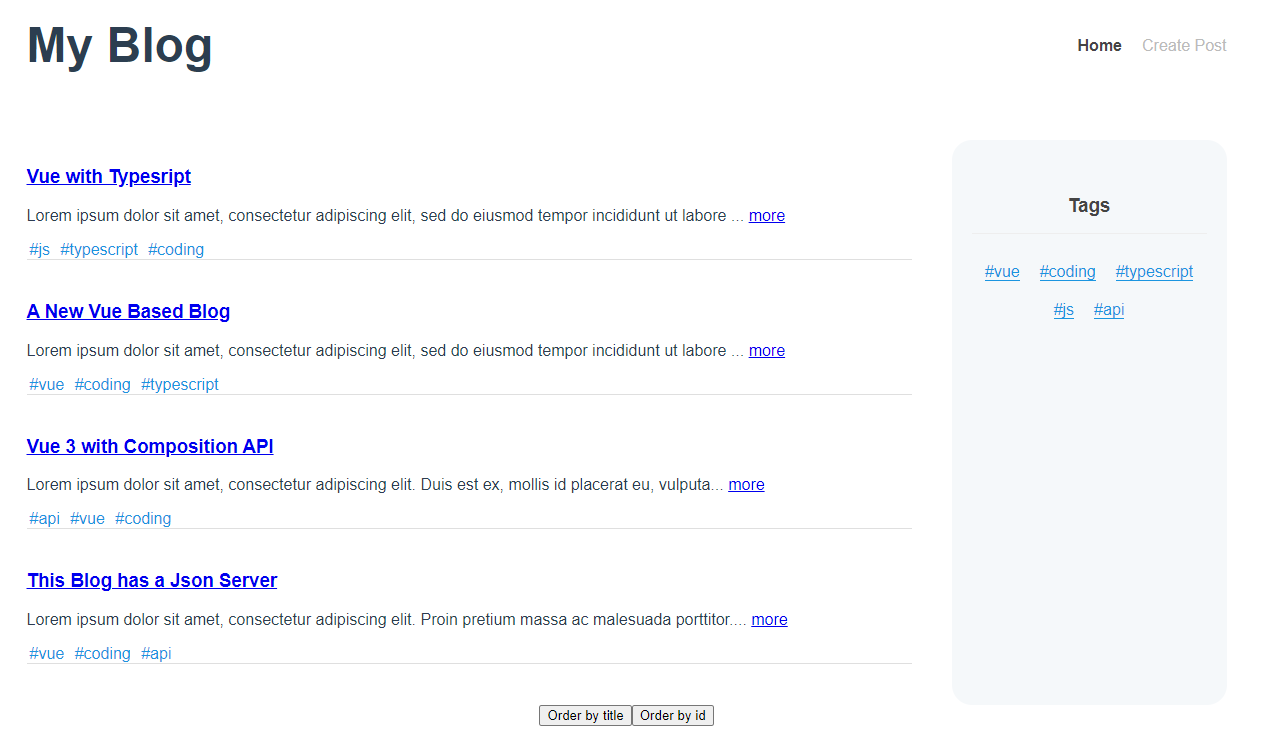 My Blog
Home Create Post
Vue with Typesript
Lorem ipsum dolor sit amet, consectetur adipiscing elit, sed do eiusmod tempor incididunt ut labore ... more
#js #typescript #coding
A New Vue Based Blog
Lorem ipsum dolor sit amet, consectetur adipiscing elit, sed do eiusmod tempor incididunt ut labore ... more
#vue #coding #typescript
Vue 3 with Composition API
Lorem ipsum dolor sit amet, consectetur adipiscing elit. Duis est ex, mollis id placerat eu, vulputa... more
#api #vue #coding
This Blog has a Json Server
Lorem ipsum dolor sit amet, consectetur adipiscing elit. Proin pretium massa ac malesuada porttitor.... more
#vue #coding #api
Order by title Order by id
Tags
#vue #coding #typescript
#js #api